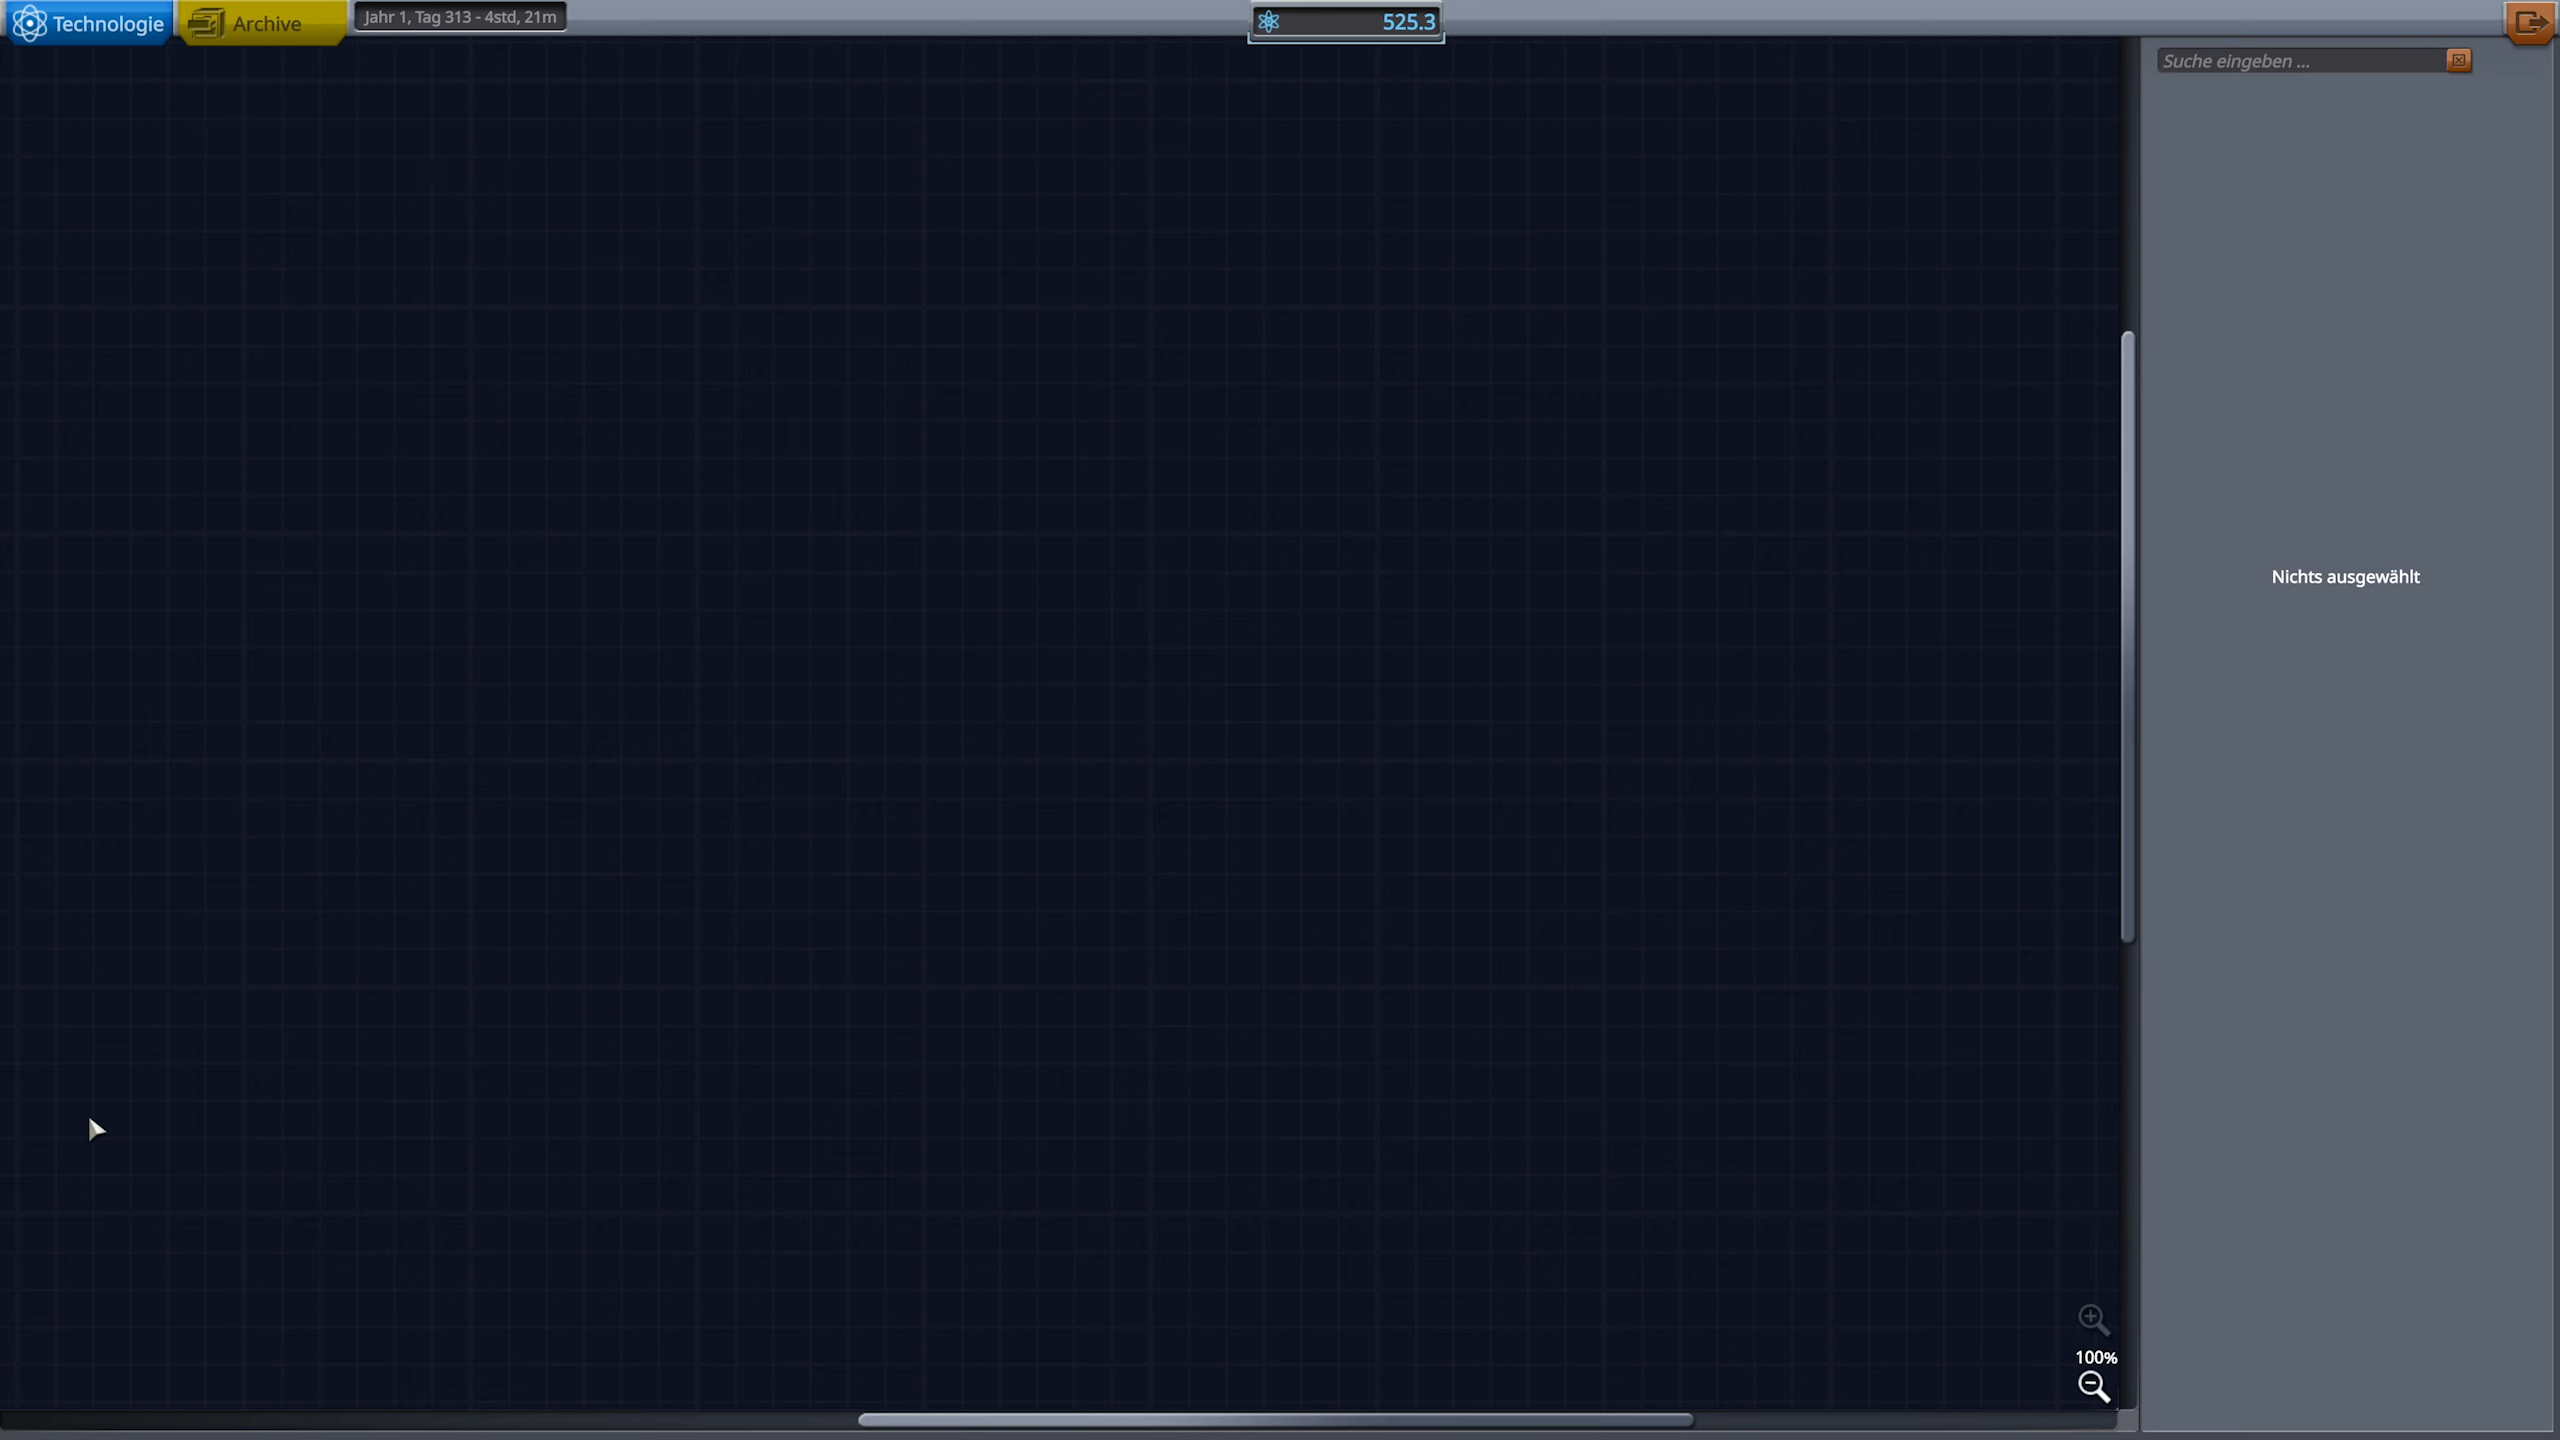 Technologie
Archive
Jahr 1, Tag 313 - 4std, 21m
525.3
Suche eingeben ...
Nichts ausgewählt
100%